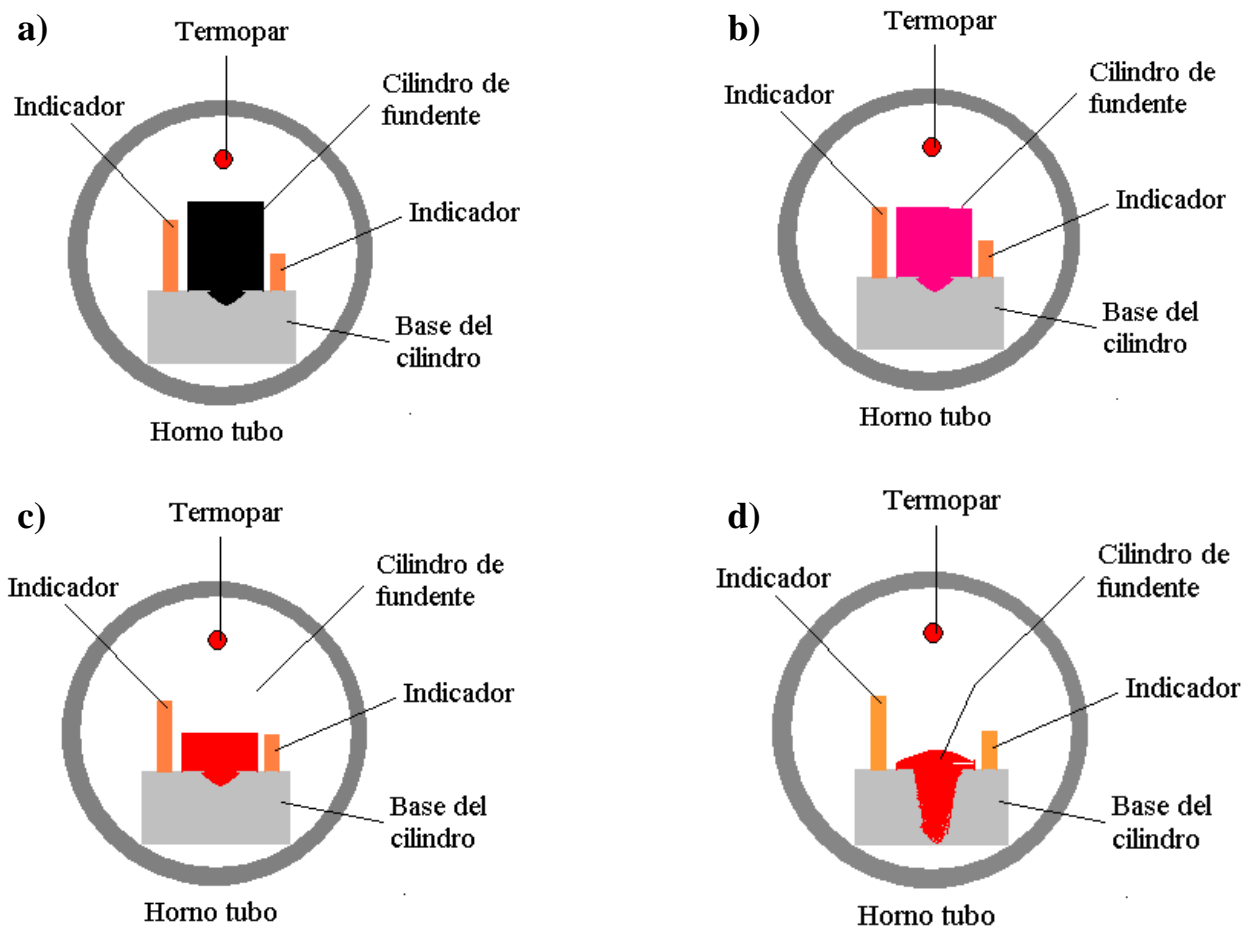 a)
Termopar
Indicador
Cilindro de
fundente
Indicador
Base del
cilindro
Horno tubo
b)
Termopar
Indicador
Cilindro de
fundente
Indicador
Base del
cilindro
Horno tubo
c)
Termopar
Indicador
Cilindro de
fundente
Indicador
Base del
cilindro
Horno tubo
d)
Termopar
Indicador
Cilindro de
fundente
Indicador
Base del
cilindro
Horno tubo